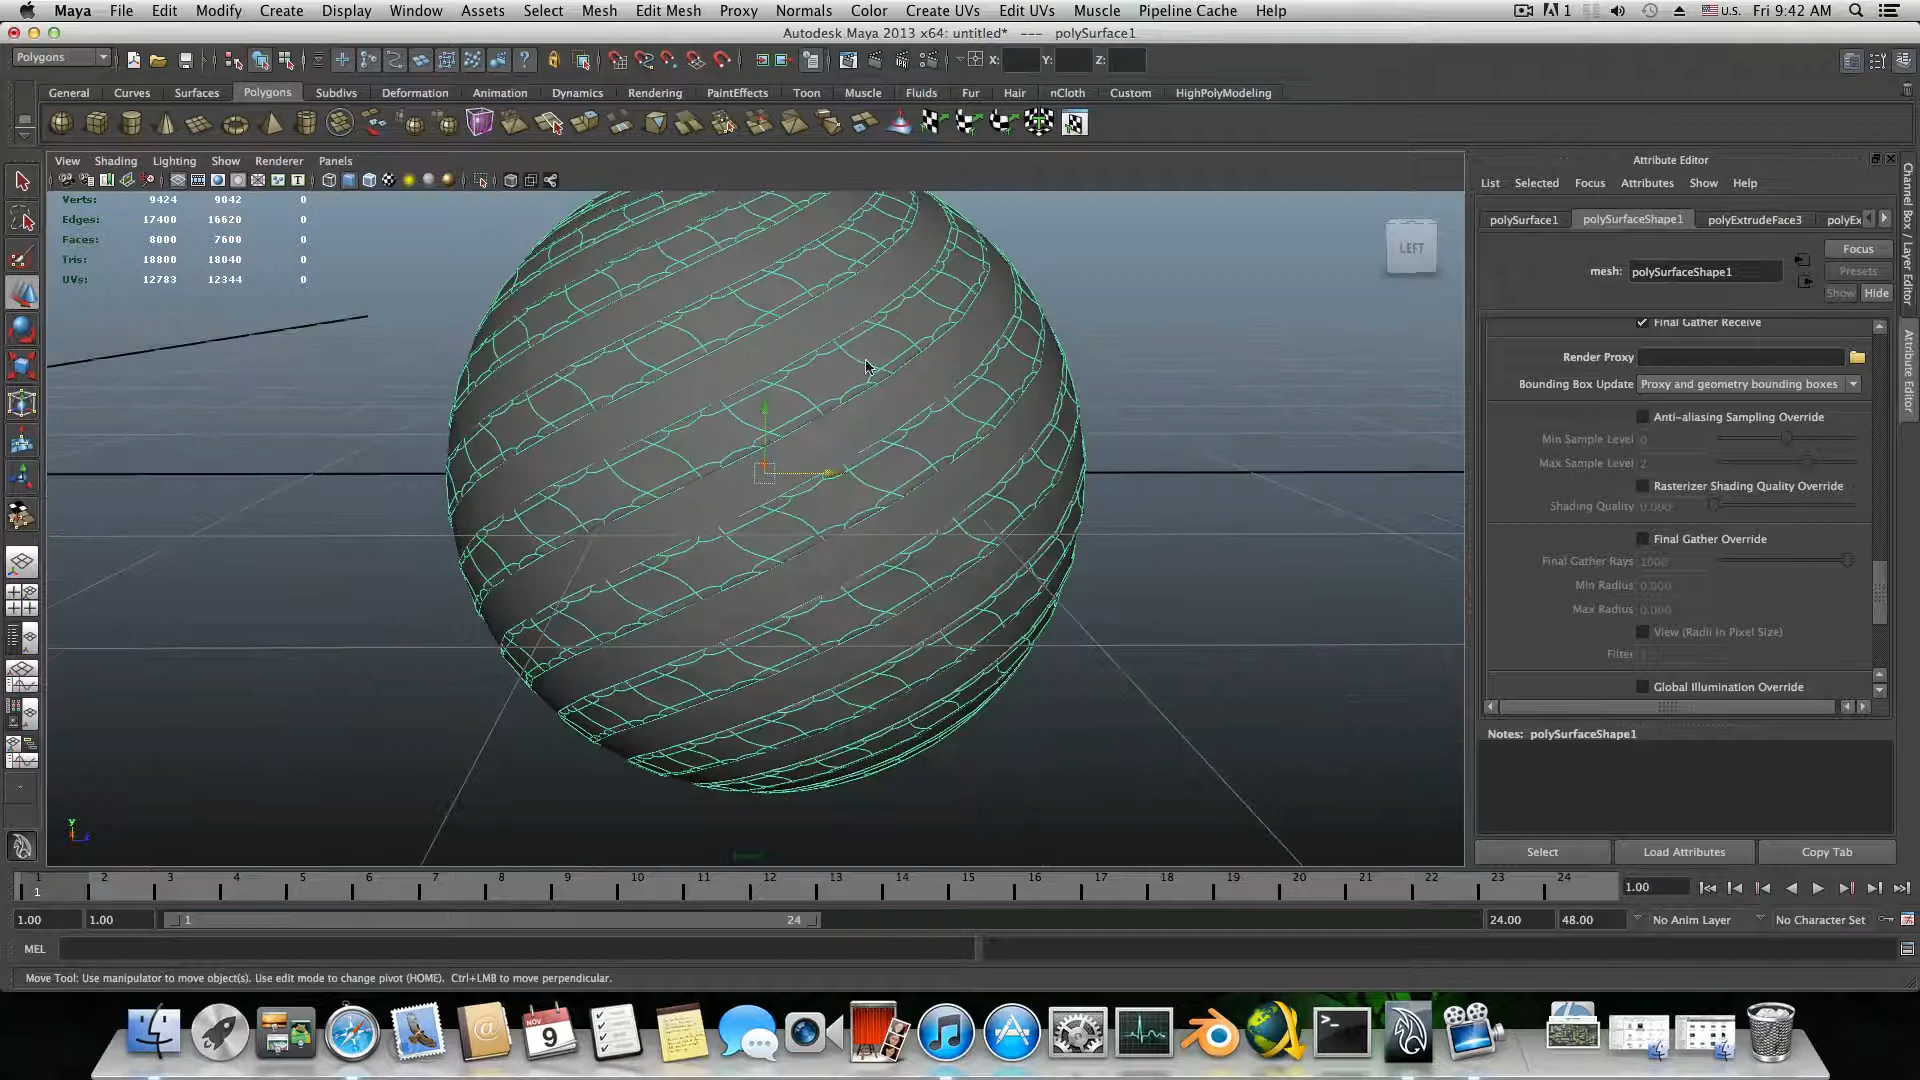 Maya File Edit Modify Create Display Window Assets Select Mesh Edit Mesh Proxy Normals Color Create UVs Edit UVs Muscle Pipeline Cache Help 1 U.S. Fri 9:42 AM
Autodesk Maya 2013 x64: untitled* --- polySurface1
Polygons X: Y: Z:
General Curves Surfaces Polygons Subdivs Deformation Animation Dynamics Rendering PaintEffects Toon Muscle Fluids Fur Hair nCloth Custom HighPolyModeling
View Shading Lighting Show Renderer Panels
Verts: 9424 9042 0
Edges: 17400 16620 0
Faces: 8000 7600 0
Tris: 18800 18040 0
UVs: 12783 12344 0
LEFT
y
Attribute Editor
List Selected Focus Attributes Show Help
polySurface1 polySurfaceShape1 polyExtrudeFace3 polyEx
Focus
mesh: polySurfaceShape1 Presets
Show Hide
Final Gather Receive
Render Proxy
Bounding Box Update Proxy and geometry bounding boxes
Anti-aliasing Sampling Override
Min Sample Level 0
Max Sample Level 2
Rasterizer Shading Quality Override
Shading Quality 0.000
Final Gather Override
Final Gather Rays 1000
Min Radius 0.000
Max Radius 0.000
View (Radii in Pixel Size)
Filter
Global Illumination Override
Notes: polySurfaceShape1
Select Load Attributes Copy Tab
Channel Box / Layer Editor
Attribute Editor
1 2 3 4 5 6 7 8 9 10 11 12 13 14 15 16 17 18 19 20 21 22 23 24
1 1.00
1.00 1.00 1 24 24.00 48.00 No Anim Layer No Character Set
MEL
Move Tool: Use manipulator to move object(s). Use edit mode to change pivot (HOME). Ctrl+LMB to move perpendicular.
NOV
9